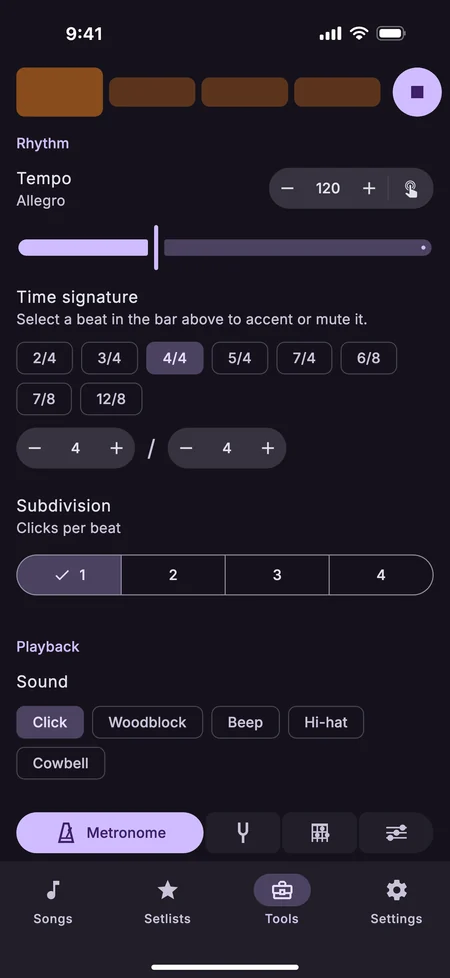 9:41
Rhythm
Tempo
Allegro
120
Time signature
Select a beat in the bar above to accent or mute it.
2/4 3/4 4/4 5/4 7/4 6/8
7/8 12/8
4 / 4
Subdivision
Clicks per beat
1 2 3 4
Playback
Sound
Click Woodblock Beep Hi-hat
Cowbell
Metronome
Songs Setlists Tools Settings